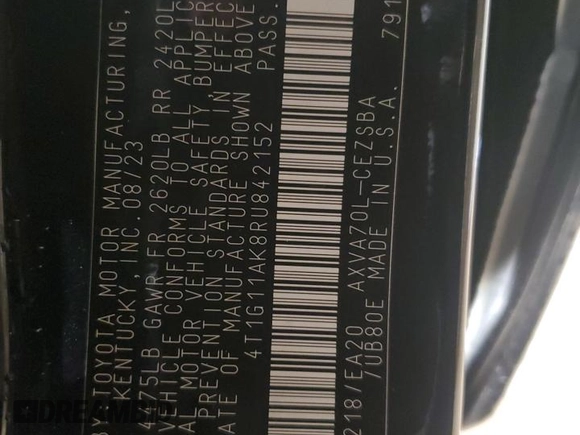 TOYOTA MOTOR MANUFACTURING,
KENTUCKY, INC. 08/23
5LB GAWR FR 2620LB RR 2420L
VEHICLE CONFORMS TO ALL APPLIC
AL MOTOR VEHICLE SAFETY BUMPER
PREVENTION STANDARDS IN EFFEC
ATE OF MANUFACTURE SHOWN ABOVE
4T1G11AK8RU842152 PASS.
218/EA20 AXVA70L-CEZSBA
7UB80E MADE IN U.S.A. 791
DREAMBID